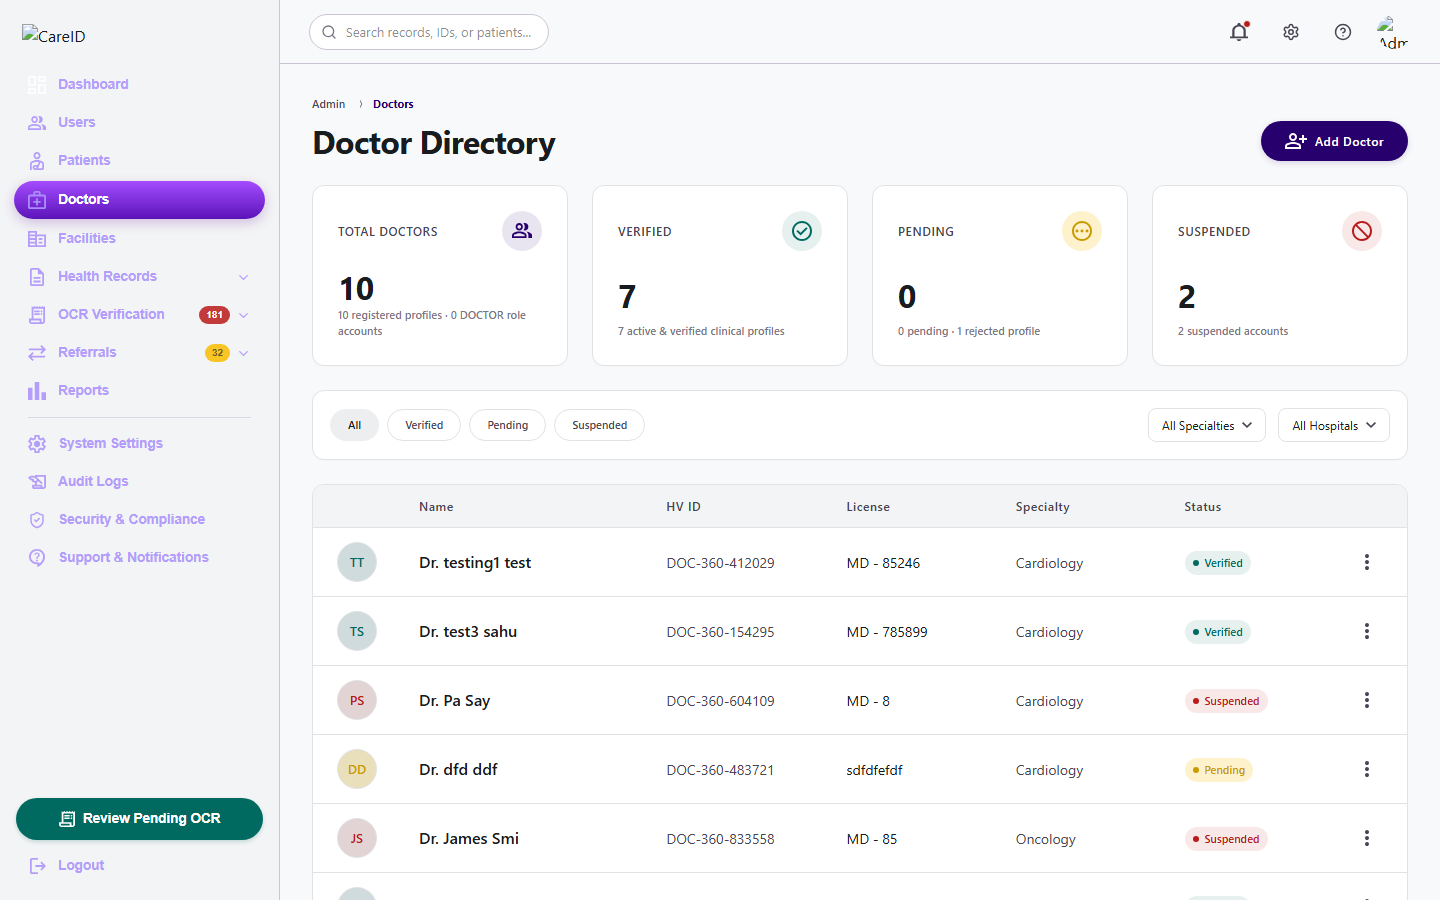 CareID
Dashboard
Users
Patients
Doctors
Facilities
Health Records
OCR Verification 181
Referrals 32
Reports
System Settings
Audit Logs
Security & Compliance
Support & Notifications
Review Pending OCR
Logout
Search records, IDs, or patients...
Adm
Admin > Doctors
Doctor Directory
Add Doctor
TOTAL DOCTORS
10
10 registered profiles · 0 DOCTOR role
accounts
VERIFIED
7
7 active & verified clinical profiles
PENDING
0
0 pending · 1 rejected profile
SUSPENDED
2
2 suspended accounts
All Verified Pending Suspended All Specialties All Hospitals
Name HV ID License Specialty Status
TT Dr. testing1 test DOC-360-412029 MD - 85246 Cardiology Verified
TS Dr. test3 sahu DOC-360-154295 MD - 785899 Cardiology Verified
PS Dr. Pa Say DOC-360-604109 MD - 8 Cardiology Suspended
DD Dr. dfd ddf DOC-360-483721 sdfdfefdf Cardiology Pending
JS Dr. James Smi DOC-360-833558 MD - 85 Oncology Suspended